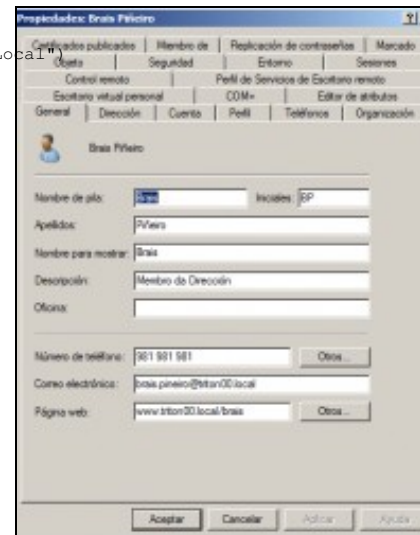 Propiedades: Brais Piñeiro
Certificados publicados Miembro de Replicación de contraseñas Marcado
ocal")
Objeto Seguridad Entorno Sesiones
Control remoto Perfil de Servicios de Escritorio remoto
Escritorio virtual personal COM+ Editor de atributos
General Dirección Cuenta Perfil Teléfonos Organización
Brais Piñeiro
Nombre de pila: Brais Iniciales: BP
Apellidos: Piñeiro
Nombre para mostrar: Brais
Descripción: Membro da Dirección
Oficina:
Número de teléfono: 981 981 981 Otros...
Correo electrónico: brais.pineiro@triton00.local
Página web: www.triton00.local/brais Otros...
Aceptar Cancelar Aplicar Ayuda